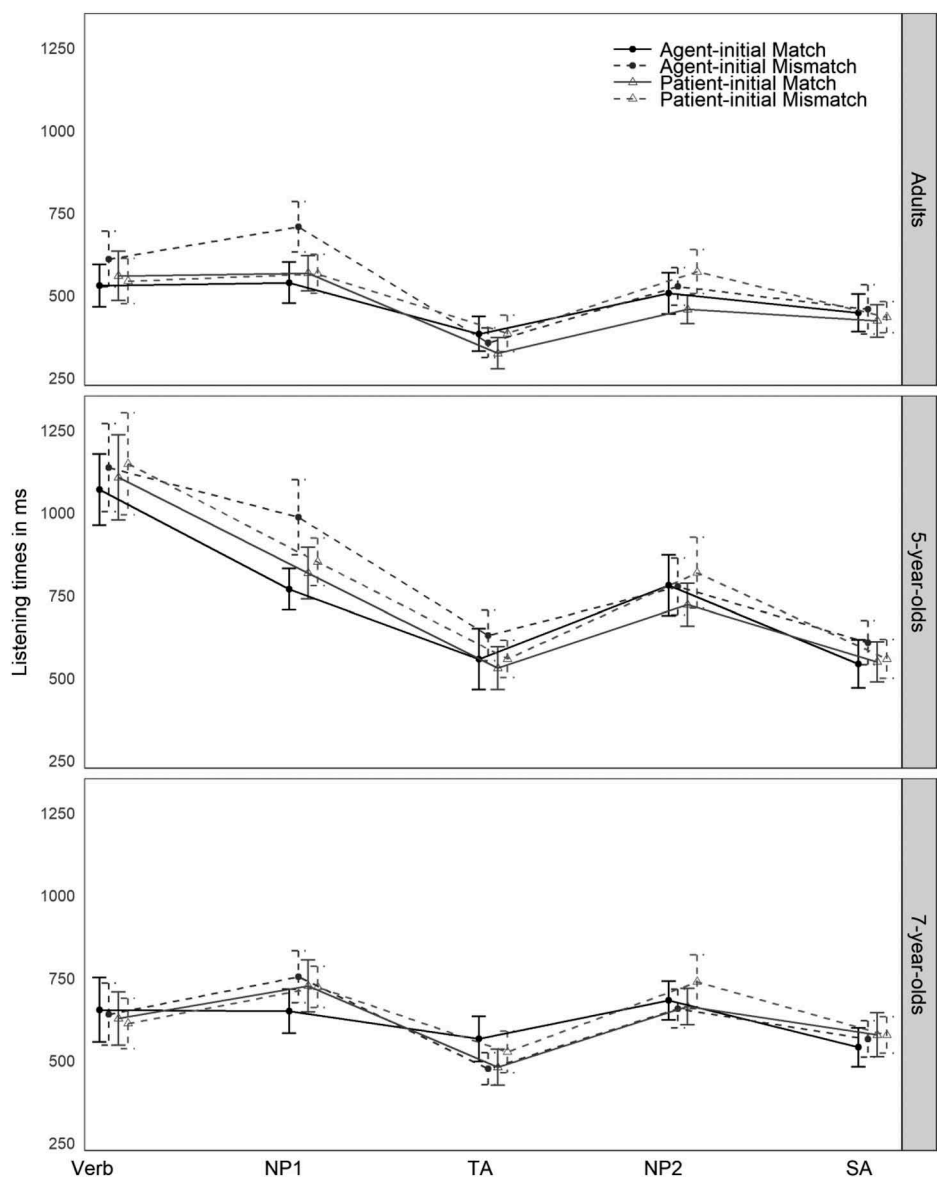 1250
1000
750
500
250
Agent-initial Match
Agent-initial Mismatch
Patient-initial Match
Patient-initial Mismatch
Adults
Listening times in ms
1250
1000
750
500
250
5-year-olds
1250
1000
750
500
250
7-year-olds
Verb NP1 TA NP2 SA